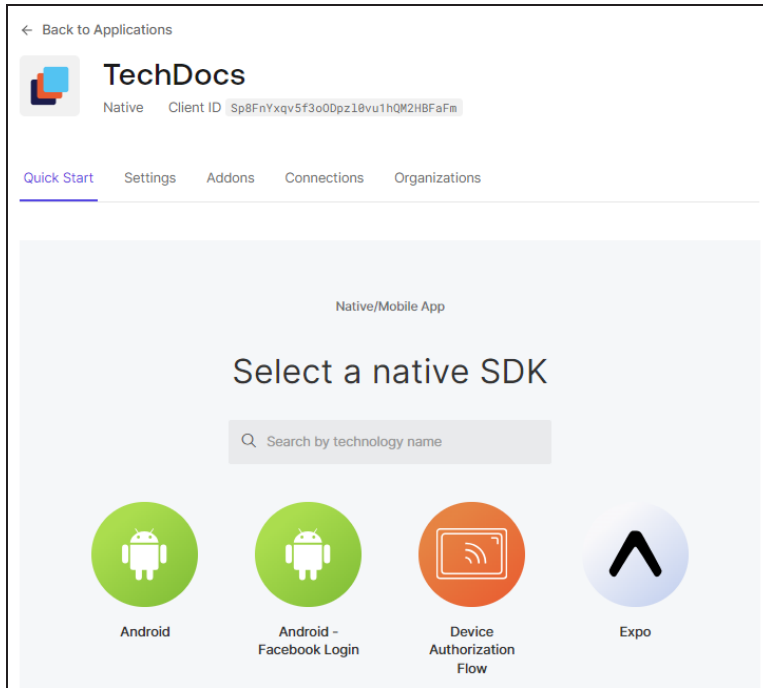 ← Back to Applications
TechDocs
Native Client ID Sp8FnYxqv5f3oODpzl0vu1hQM2HBFaFm
Quick Start Settings Addons Connections Organizations
Native/Mobile App
Select a native SDK
Search by technology name
Android
Android -
Facebook Login
Device
Authorization
Flow
Expo